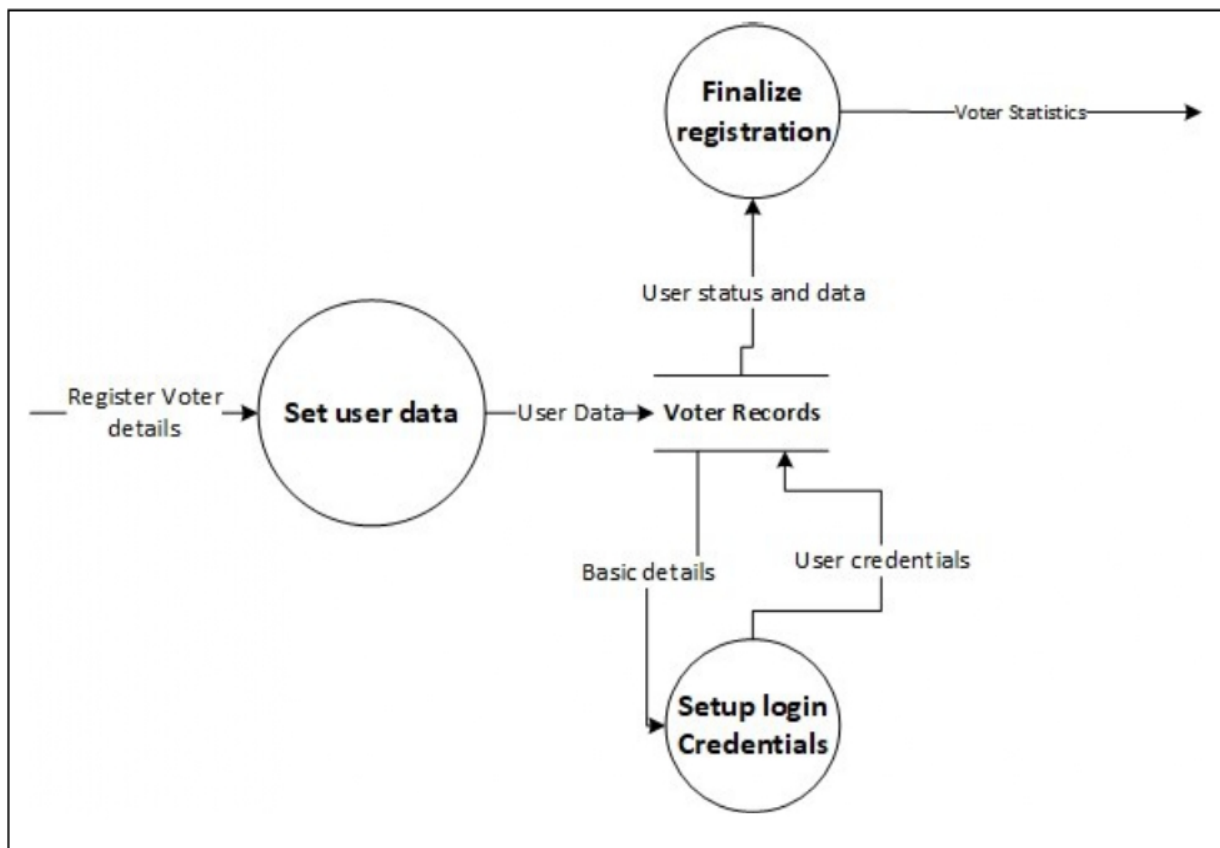 Finalize
registration
Voter Statistics
User status and data
Register Voter
details
Set user data
User Data
Voter Records
Basic details
User credentials
Setup login
Credentials